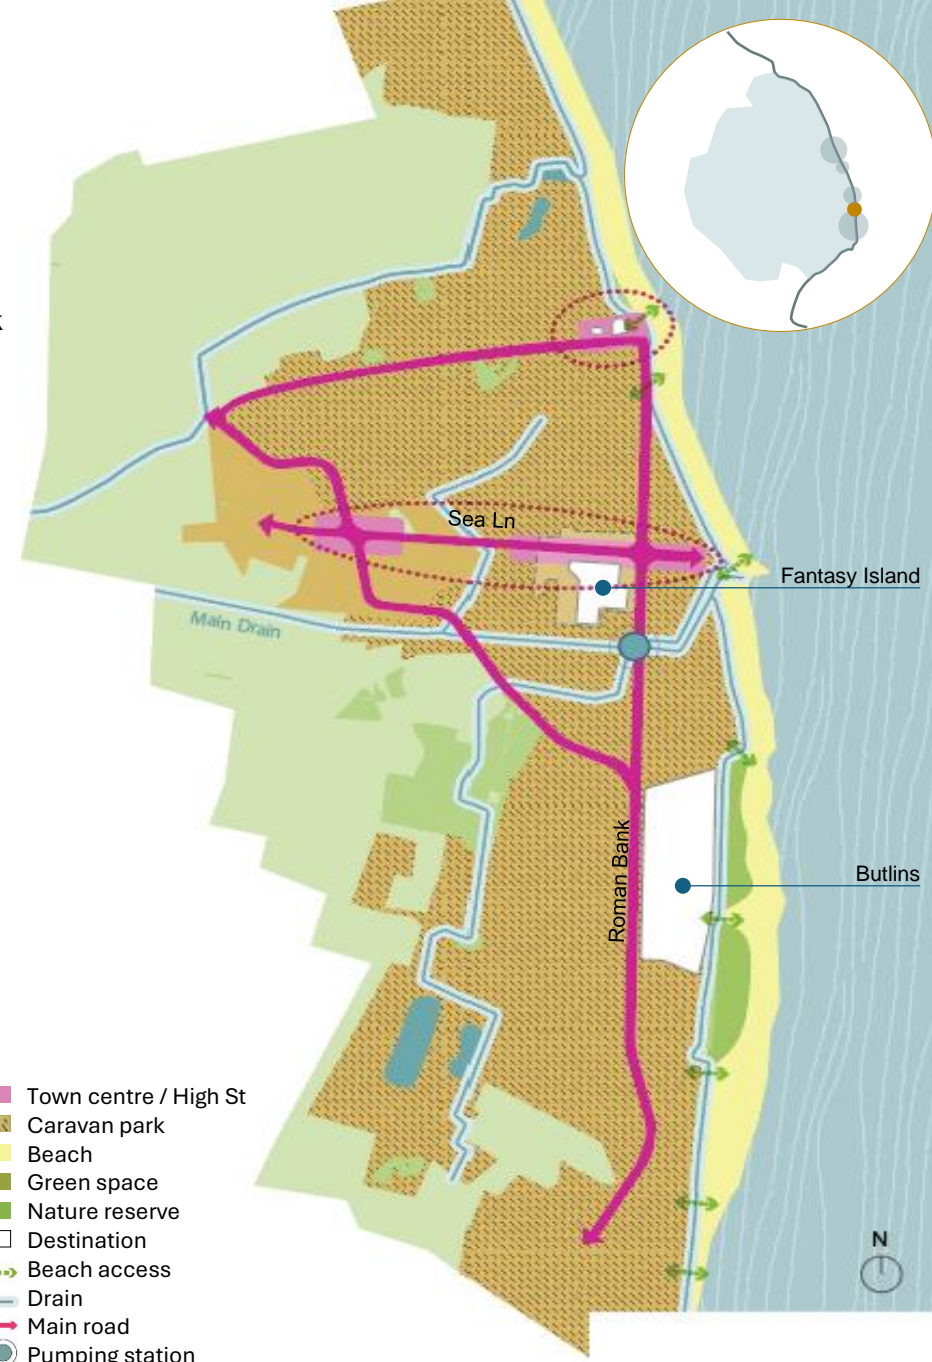 k
Sea Ln
Fantasy Island
Main Drain
Roman Bank
Butlins
Town centre / High St
Caravan park
Beach
Green space
Nature reserve
Destination
Beach access
Drain
Main road
Pumping station
N